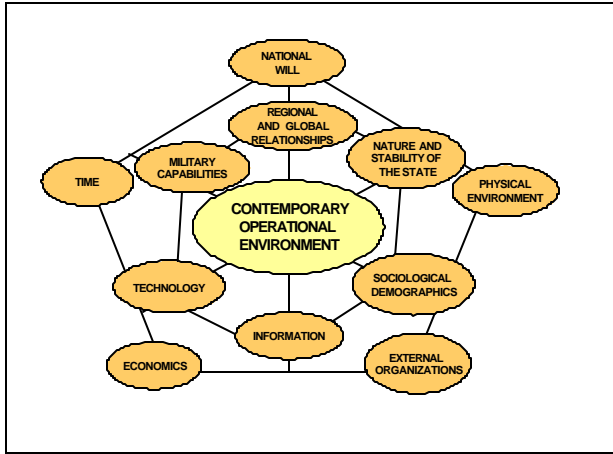 NATIONAL
WILL
REGIONAL
AND GLOBAL
RELATIONSHIPS
MILITARY
CAPABILITIES
NATURE AND
STABILITY OF
THE STATE
TIME
PHYSICAL
ENVIRONMENT
CONTEMPORARY
OPERATIONAL
ENVIRONMENT
TECHNOLOGY
SOCIOLOGICAL
DEMOGRAPHICS
INFORMATION
ECONOMICS
EXTERNAL
ORGANIZATIONS